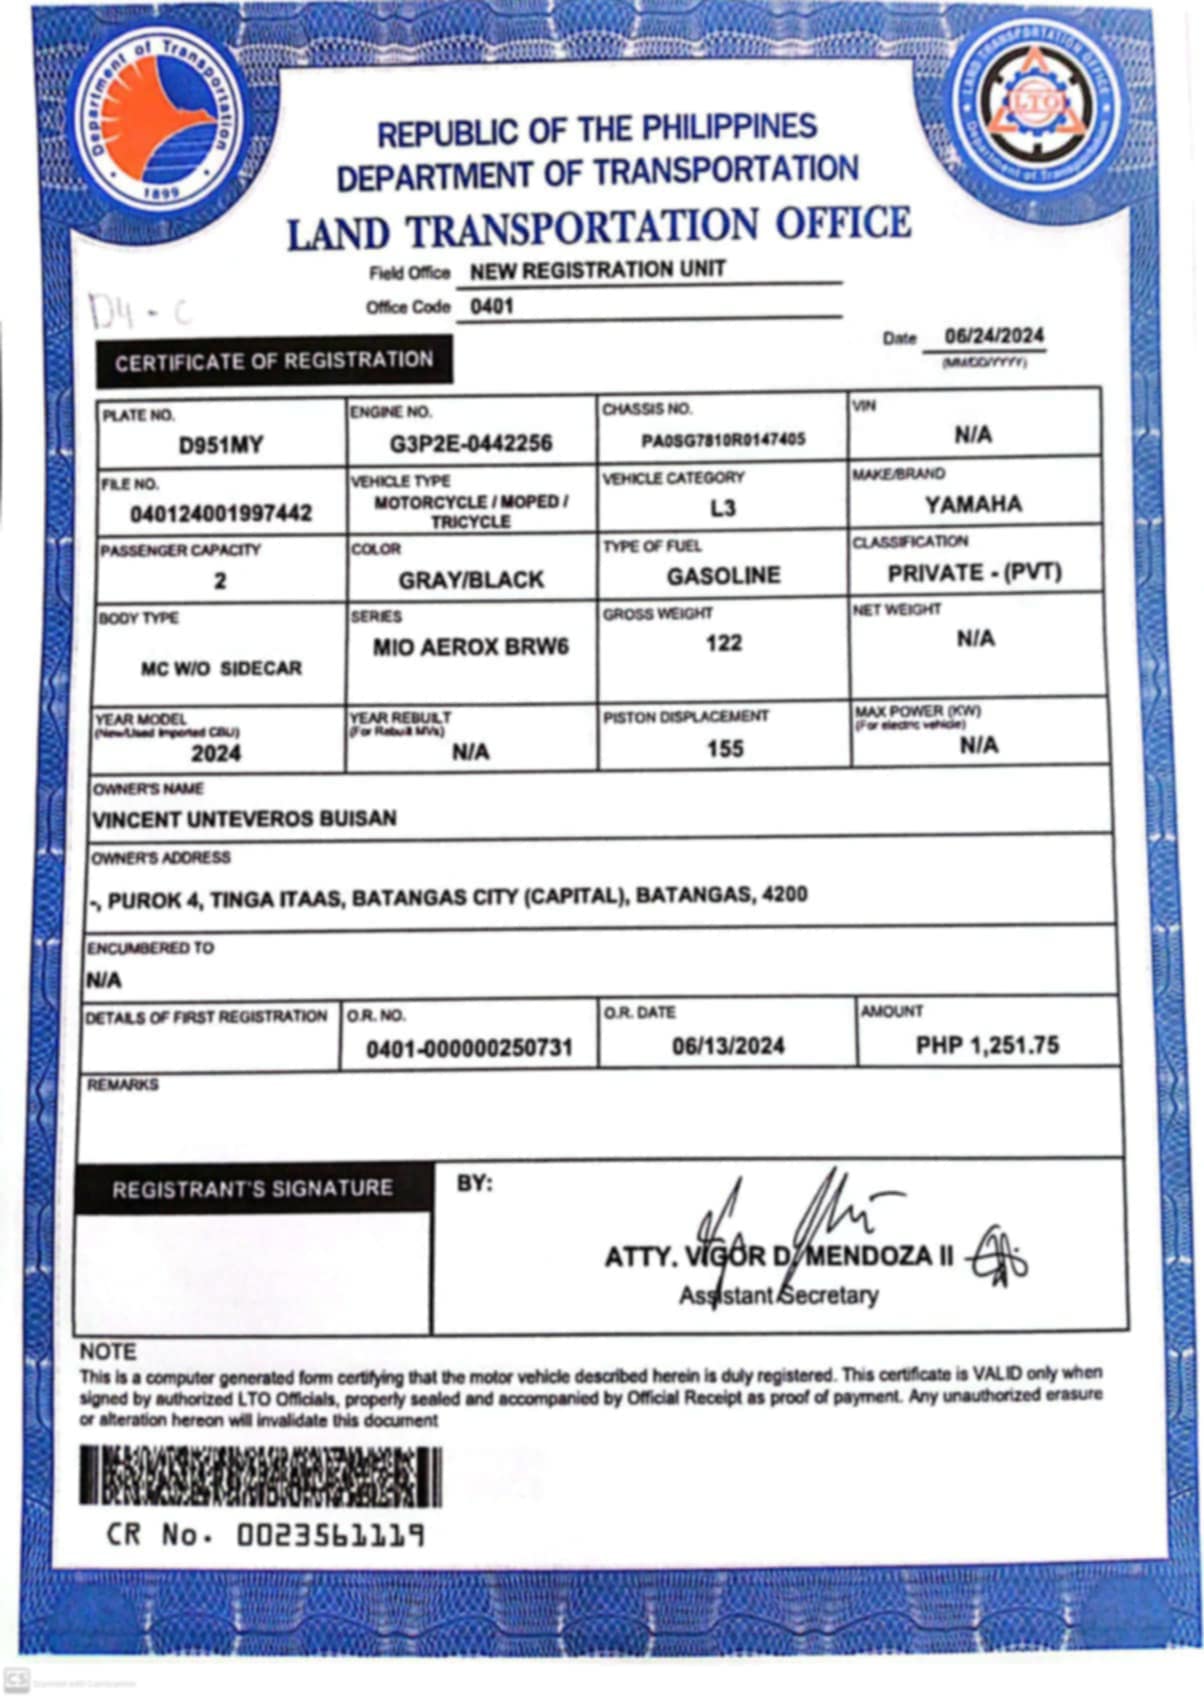 Department of Transportation
1899
LAND TRANSPORTATION OFFICE
LTO
Department of Transportation
REPUBLIC OF THE PHILIPPINES
DEPARTMENT OF TRANSPORTATION
LAND TRANSPORTATION OFFICE
Field Office NEW REGISTRATION UNIT
Office Code 0401
D4 - C
Date 06/24/2024
(MM/DD/YYYY)
CERTIFICATE OF REGISTRATION
PLATE NO. ENGINE NO. CHASSIS NO. VIN
D951MY G3P2E-0442256 PA0SG7810R0147405 N/A
FILE NO. VEHICLE TYPE VEHICLE CATEGORY MAKE/BRAND
040124001997442 MOTORCYCLE / MOPED / TRICYCLE L3 YAMAHA
PASSENGER CAPACITY COLOR TYPE OF FUEL CLASSIFICATION
2 GRAY/BLACK GASOLINE PRIVATE - (PVT)
BODY TYPE SERIES GROSS WEIGHT NET WEIGHT
MC W/O SIDECAR MIO AEROX BRW6 122 N/A
YEAR MODEL YEAR REBUILT PISTON DISPLACEMENT MAX POWER (KW)
(New/Used Imported CBU) (For Rebuilt MVs) (For electric vehicle)
2024 N/A 155 N/A
OWNER'S NAME
VINCENT UNTEVEROS BUISAN
OWNER'S ADDRESS
-, PUROK 4, TINGA ITAAS, BATANGAS CITY (CAPITAL), BATANGAS, 4200
ENCUMBERED TO
N/A
DETAILS OF FIRST REGISTRATION O.R. NO. O.R. DATE AMOUNT
0401-000000250731 06/13/2024 PHP 1,251.75
REMARKS
REGISTRANT'S SIGNATURE
BY:
ATTY. VIGOR D. MENDOZA II
Assistant Secretary
NOTE
This is a computer generated form certifying that the motor vehicle described herein is duly registered. This certificate is VALID only when
signed by authorized LTO Officials, properly sealed and accompanied by Official Receipt as proof of payment. Any unauthorized erasure
or alteration hereon will invalidate this document
CR No. 0023561119
CS Scanned with CamScanner